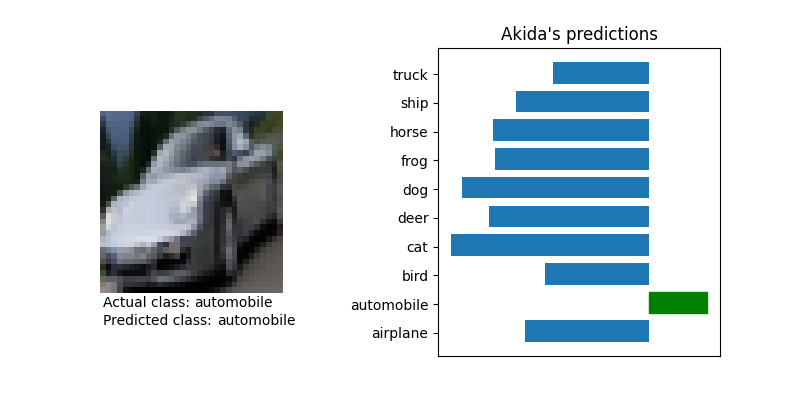 Akida's predictions
truck
ship
horse
frog
dog
deer
cat
bird
automobile
airplane
Actual class: automobile
Predicted class: automobile